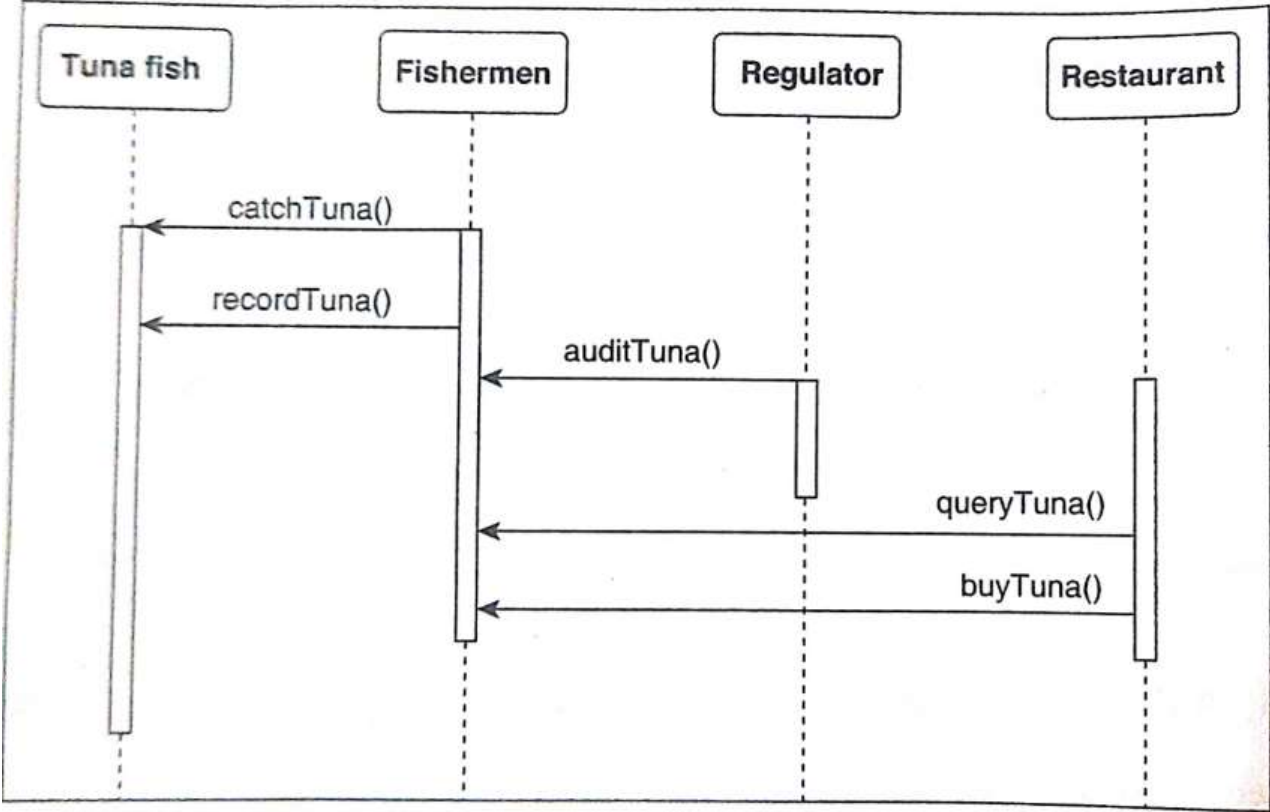 Tuna fish
Fishermen
Regulator
Restaurant
catchTuna()
recordTuna()
auditTuna()
queryTuna()
buyTuna()